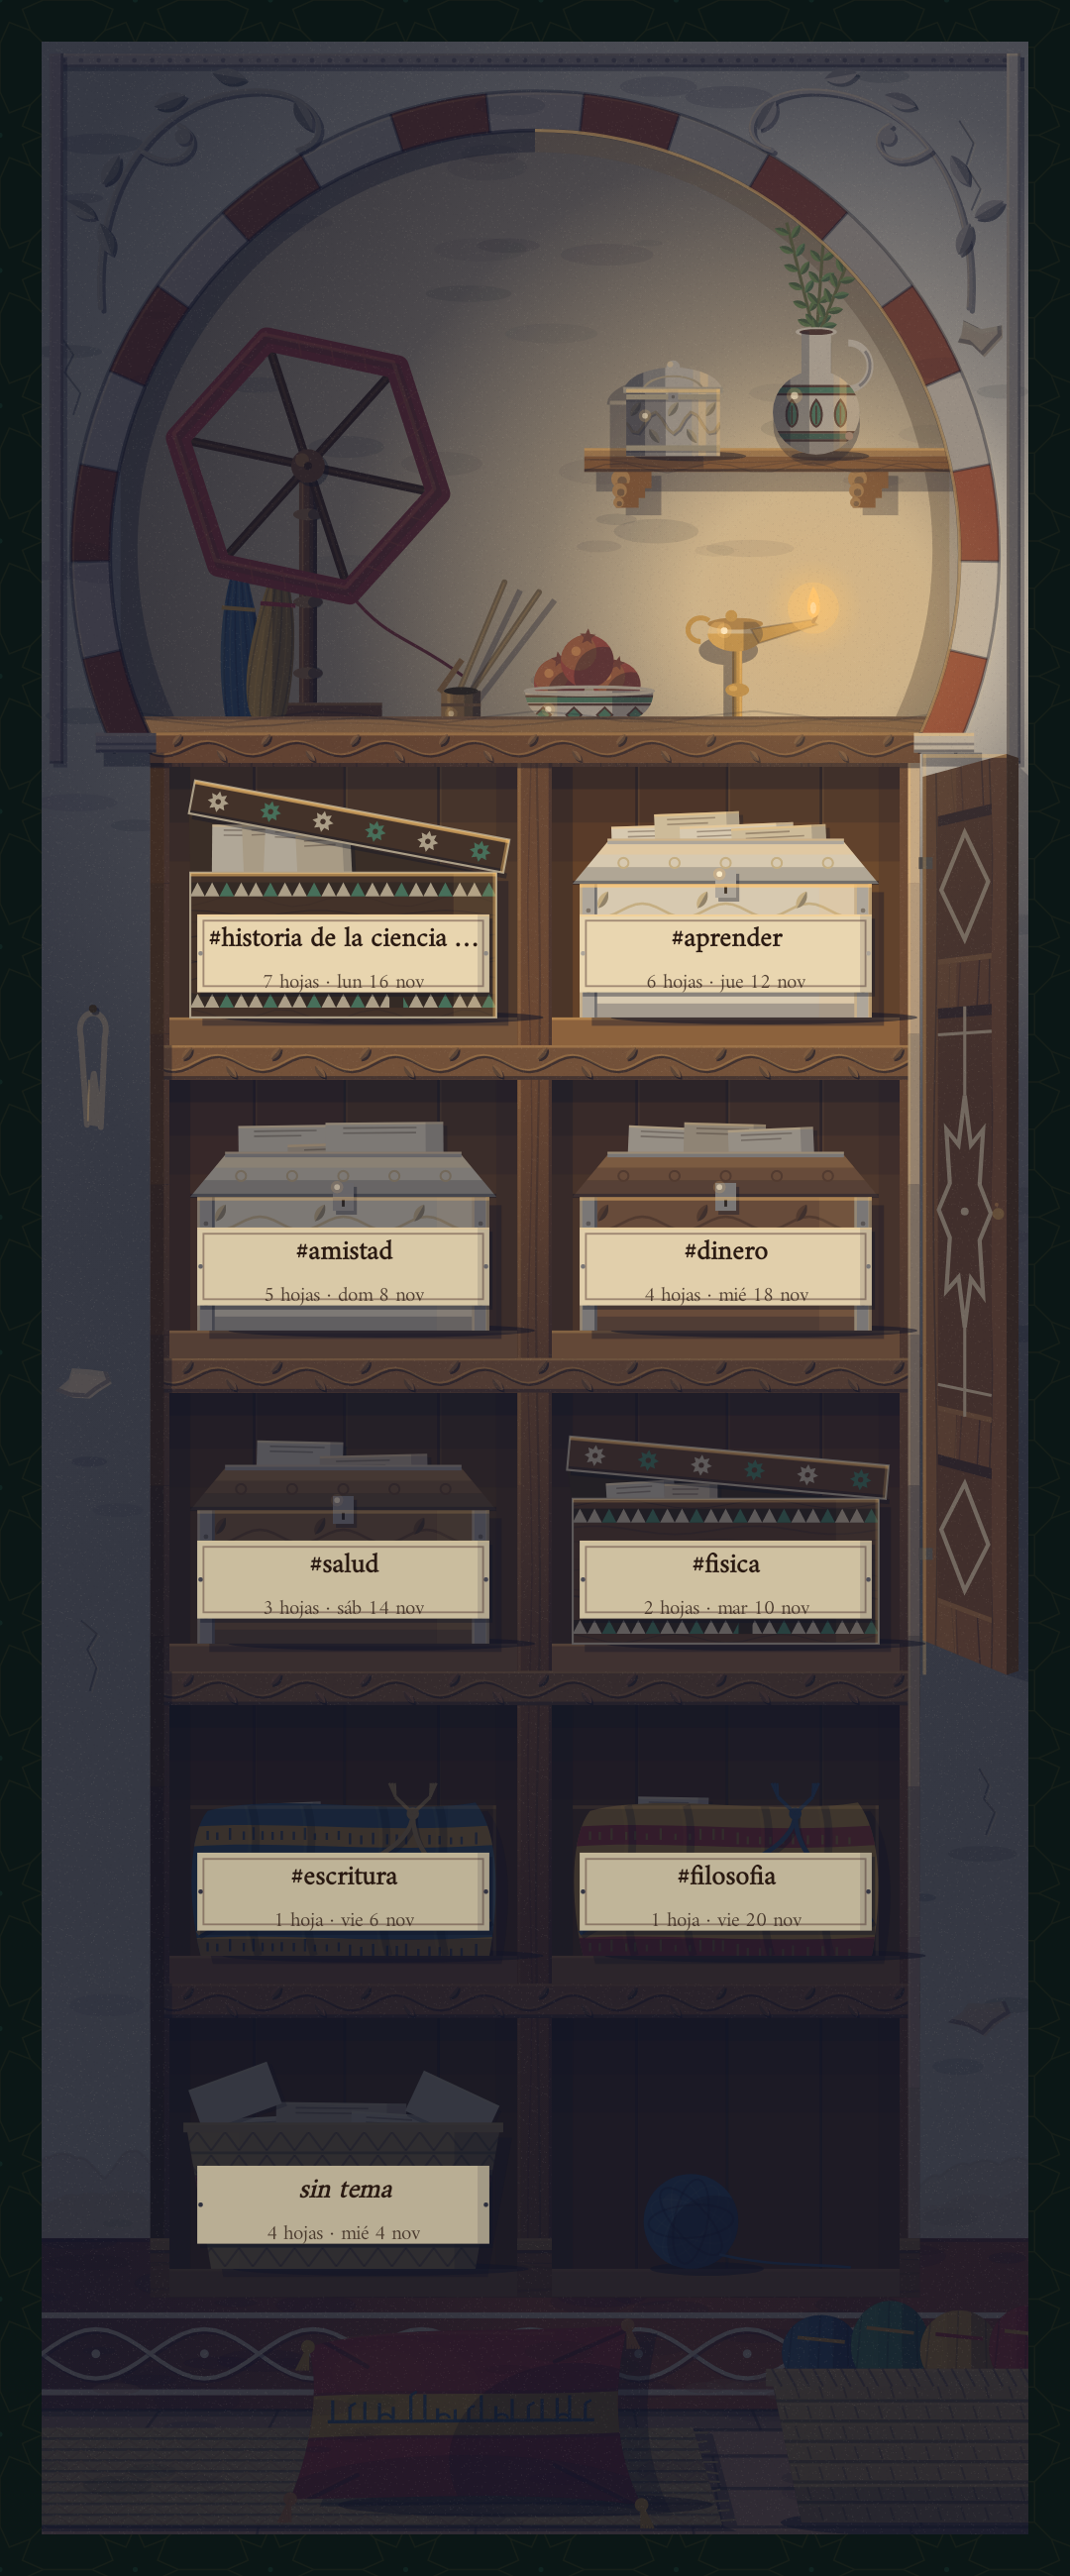 #historia de la ciencia …
7 hojas · lun 16 nov
#aprender
6 hojas · jue 12 nov
#amistad
5 hojas · dom 8 nov
#dinero
4 hojas · mié 18 nov
#salud
3 hojas · sáb 14 nov
#fisica
2 hojas · mar 10 nov
#escritura
1 hoja · vie 6 nov
#filosofia
1 hoja · vie 20 nov
sin tema
4 hojas · mié 4 nov